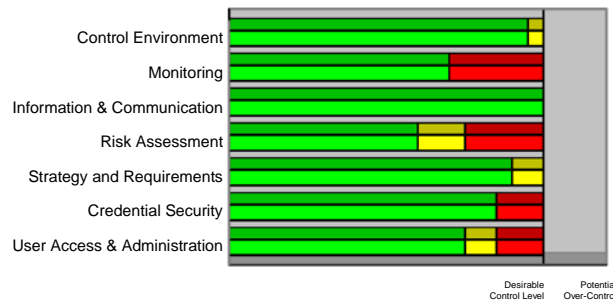 Control Environment
Monitoring
Information & Communication
Risk Assessment
Strategy and Requirements
Credential Security
User Access & Administration
Desirable Potentia
Control Level Over-Contro